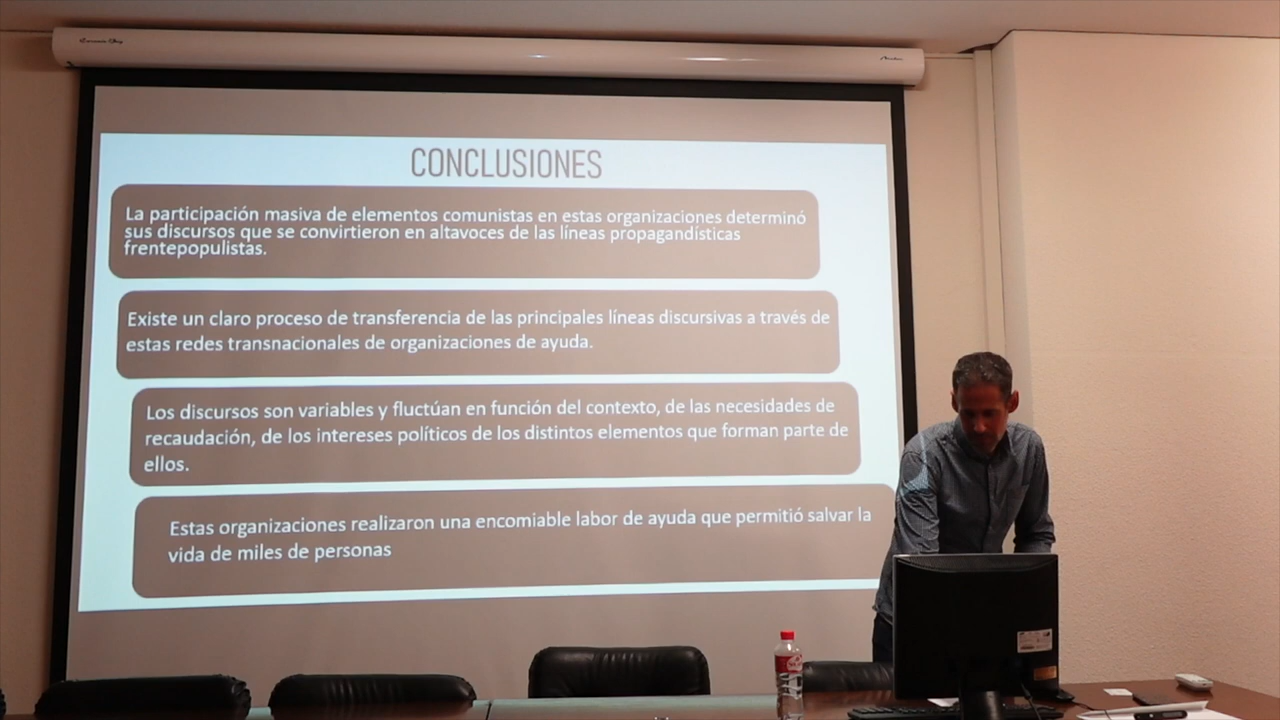 CONCLUSIONES
La participación masiva de elementos comunistas en estas organizaciones determinó
sus discursos que se convirtieron en altavoces de las líneas propagandísticas
frentepopulistas.
Existe un claro proceso de transferencia de las principales líneas discursivas a través de
estas redes transnacionales de organizaciones de ayuda.
Los discursos son variables y fluctúan en función del contexto, de las necesidades de
recaudación, de los intereses políticos de los distintos elementos que forman parte de
ellos.
Estas organizaciones realizaron una encomiable labor de ayuda que permitió salvar la
vida de miles de personas